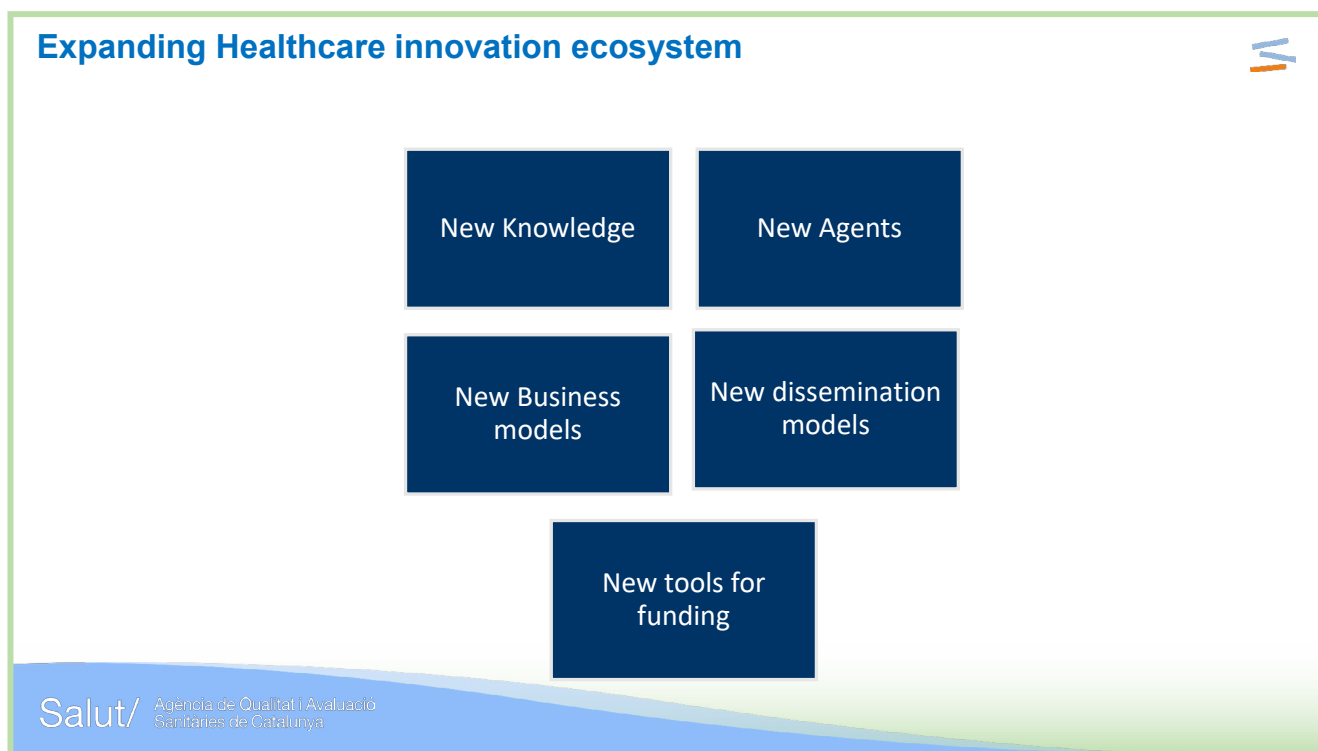 Expanding Healthcare innovation ecosystem
New Knowledge
New Agents
New Business
models
New dissemination
models
New tools for
funding
Salut/
Agència de Qualitat i Avaluació
Sanitàries de Catalunya